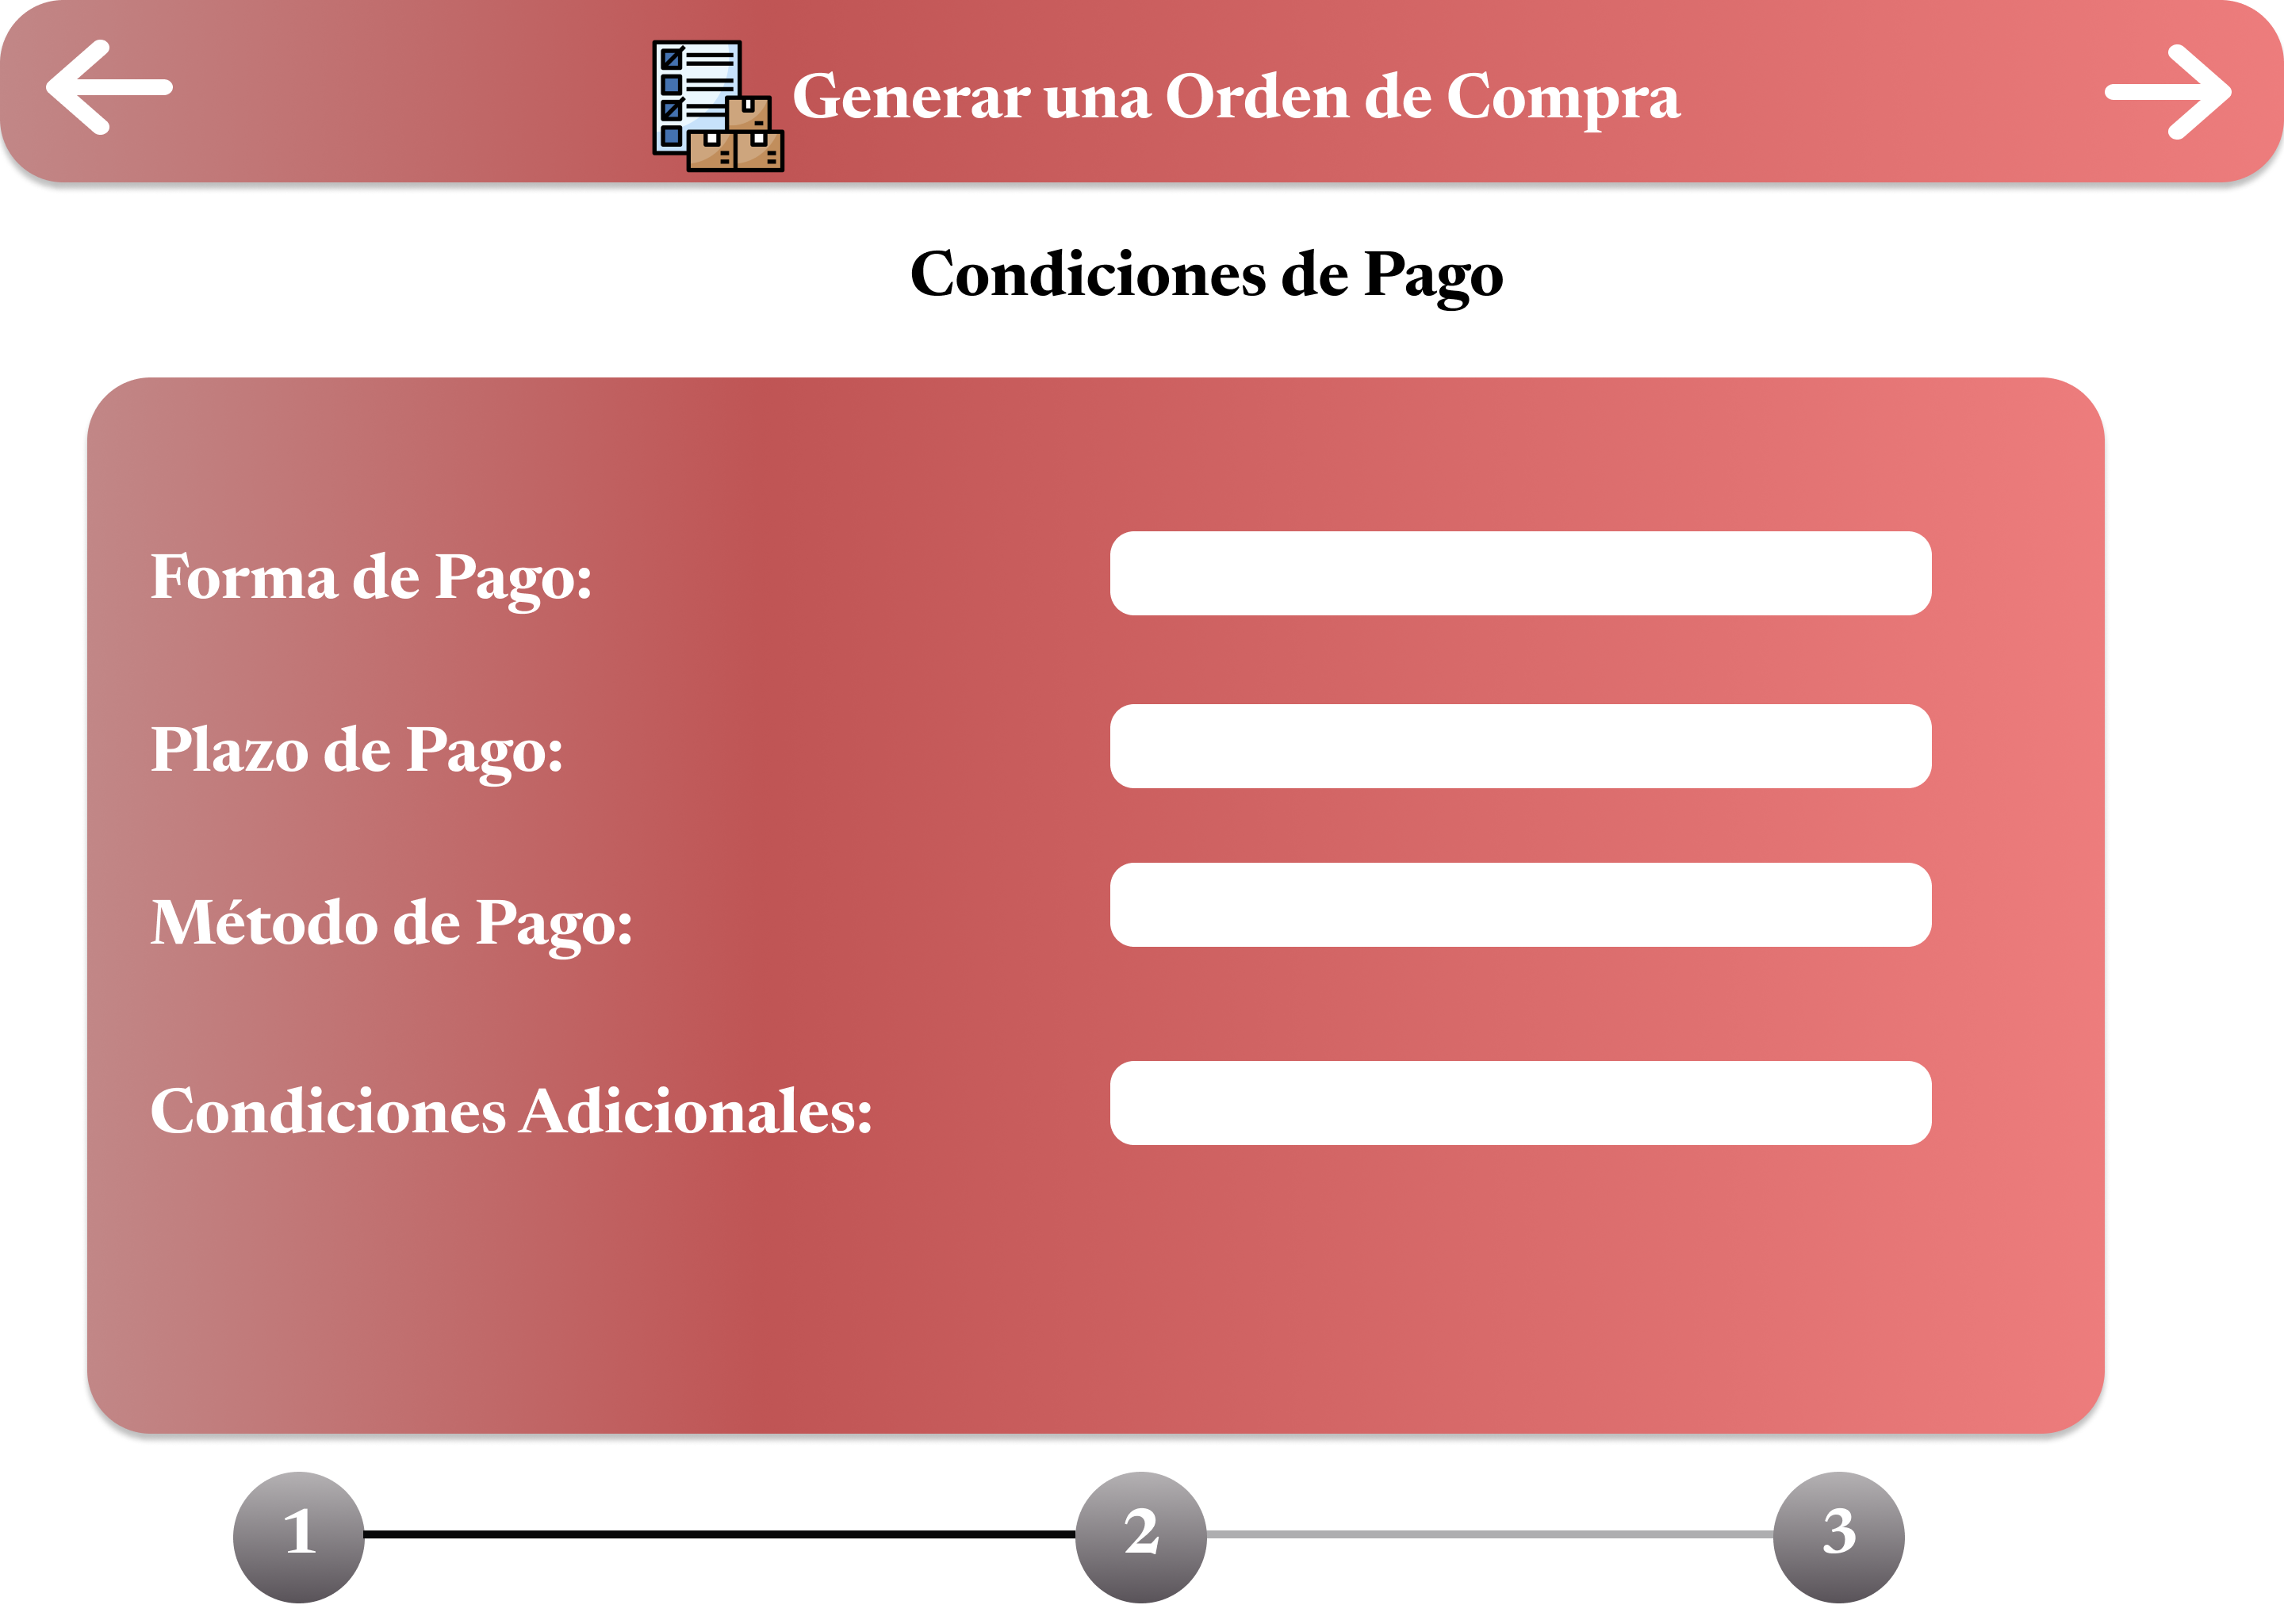 Generar una Orden de Compra
Condiciones de Pago
Forma de Pago:
Plazo de Pago:
Método de Pago:
Condiciones Adicionales:
1
2
3